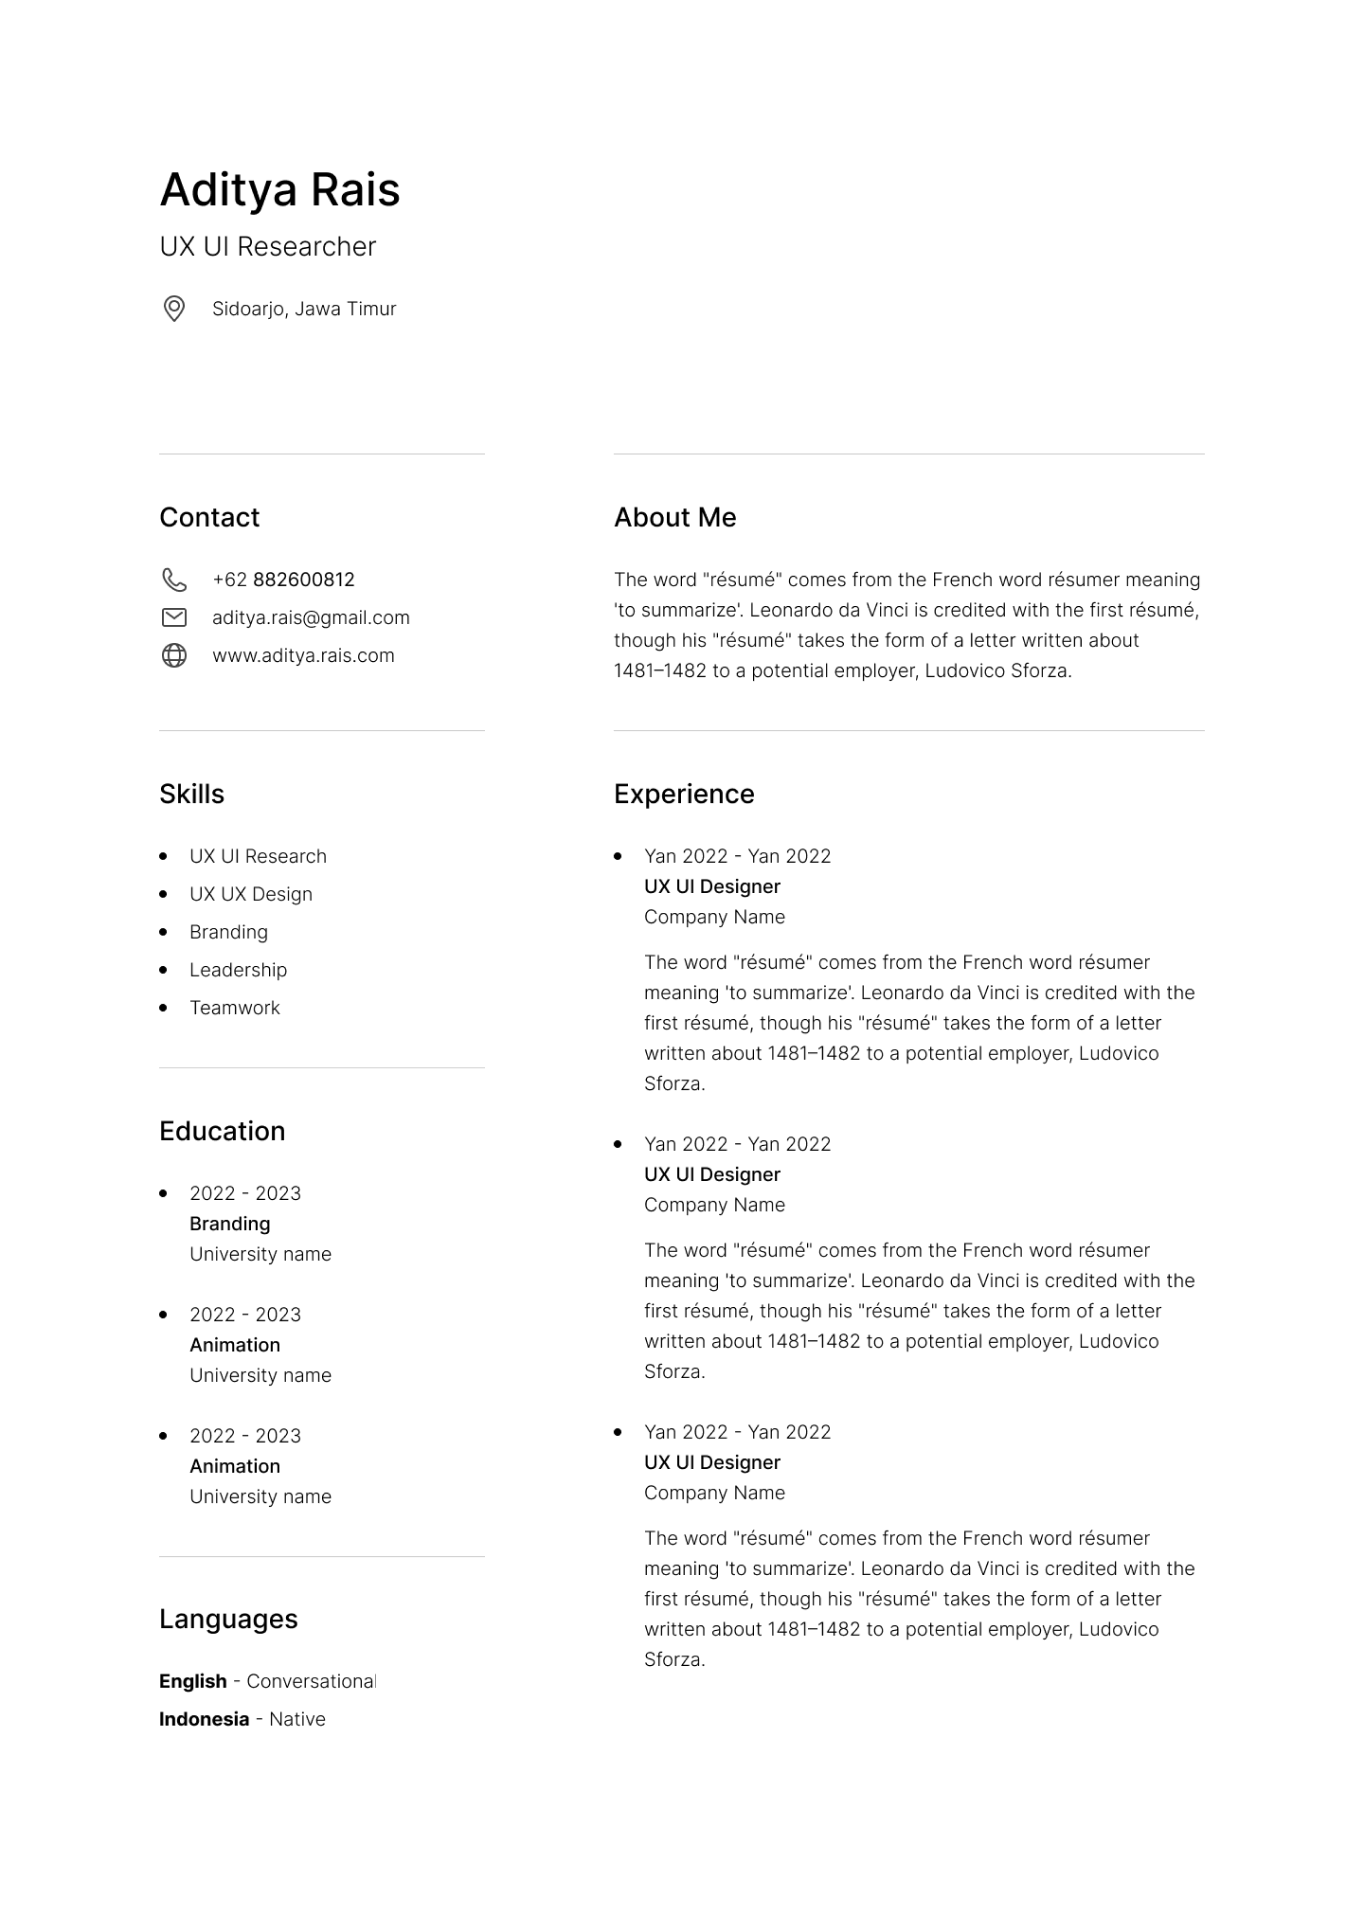 Aditya Rais
UX UI Researcher
Sidoarjo, Jawa Timur
Contact
+62 882600812
aditya.rais@gmail.com
www.aditya.rais.com
Skills
• UX UI Research
• UX UX Design
• Branding
• Leadership
• Teamwork
Education
• 2022 - 2023
Branding
University name
• 2022 - 2023
Animation
University name
• 2022 - 2023
Animation
University name
Languages
English - Conversational
Indonesia - Native
About Me
The word "résumé" comes from the French word résumer meaning
'to summarize'. Leonardo da Vinci is credited with the first résumé,
though his "résumé" takes the form of a letter written about
1481–1482 to a potential employer, Ludovico Sforza.
Experience
• Yan 2022 - Yan 2022
UX UI Designer
Company Name
The word "résumé" comes from the French word résumer
meaning 'to summarize'. Leonardo da Vinci is credited with the
first résumé, though his "résumé" takes the form of a letter
written about 1481–1482 to a potential employer, Ludovico
Sforza.
• Yan 2022 - Yan 2022
UX UI Designer
Company Name
The word "résumé" comes from the French word résumer
meaning 'to summarize'. Leonardo da Vinci is credited with the
first résumé, though his "résumé" takes the form of a letter
written about 1481–1482 to a potential employer, Ludovico
Sforza.
• Yan 2022 - Yan 2022
UX UI Designer
Company Name
The word "résumé" comes from the French word résumer
meaning 'to summarize'. Leonardo da Vinci is credited with the
first résumé, though his "résumé" takes the form of a letter
written about 1481–1482 to a potential employer, Ludovico
Sforza.